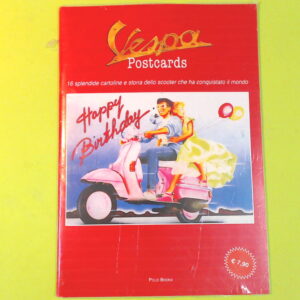 Vespa
Postcards
16 splendide cartoline e storia dello scooter che ha conquistato il mondo
Happy
Birthday
€ 7,90